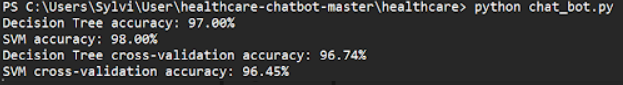 PS C:\Users\Sylvi\User\healthcare-chatbot-master\healthcare> python chat_bot.py
Decision Tree accuracy: 97.00%
SVM accuracy: 98.00%
Decision Tree cross-validation accuracy: 96.74%
SVM cross-validation accuracy: 96.45%